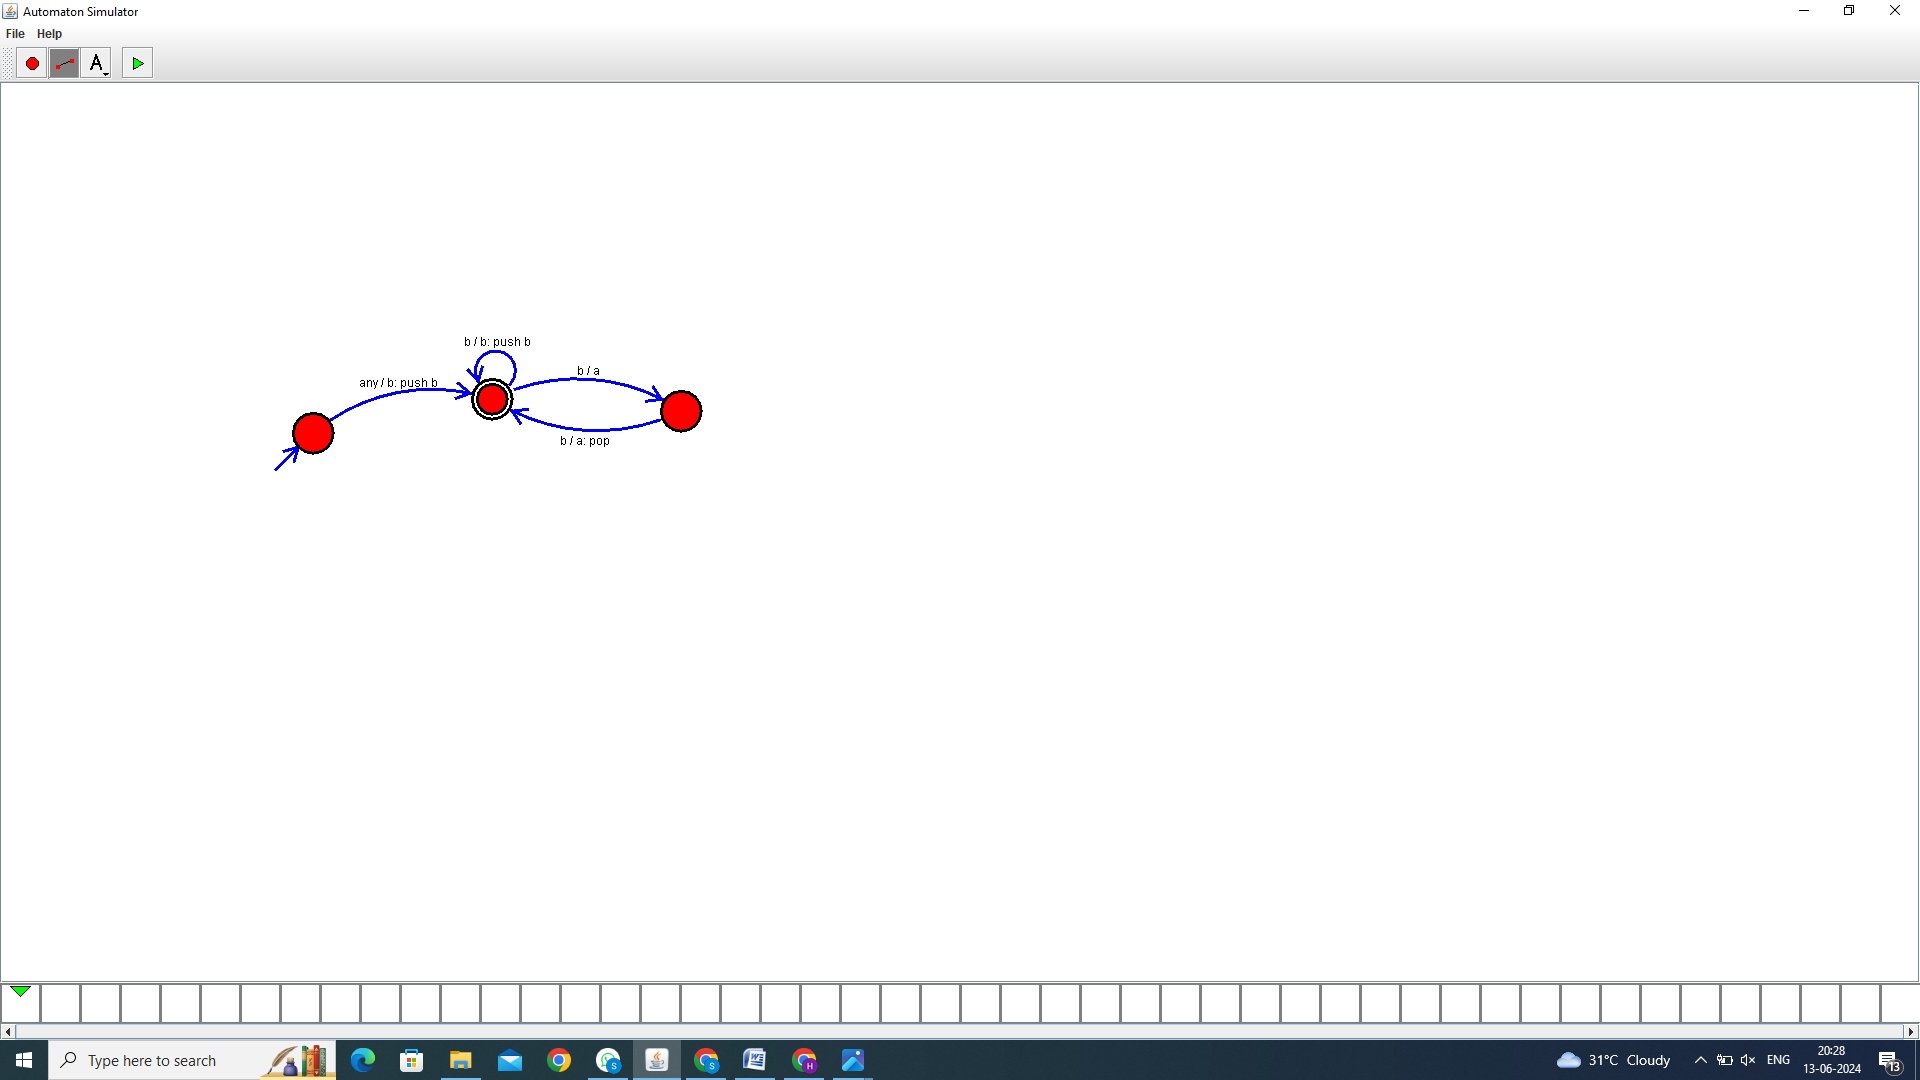 Automaton Simulator
File Help
A
b / b: push b
b / a
any / b: push b
b / a: pop
Type here to search
31°C Cloudy
ENG
20:28
13-06-2024
13